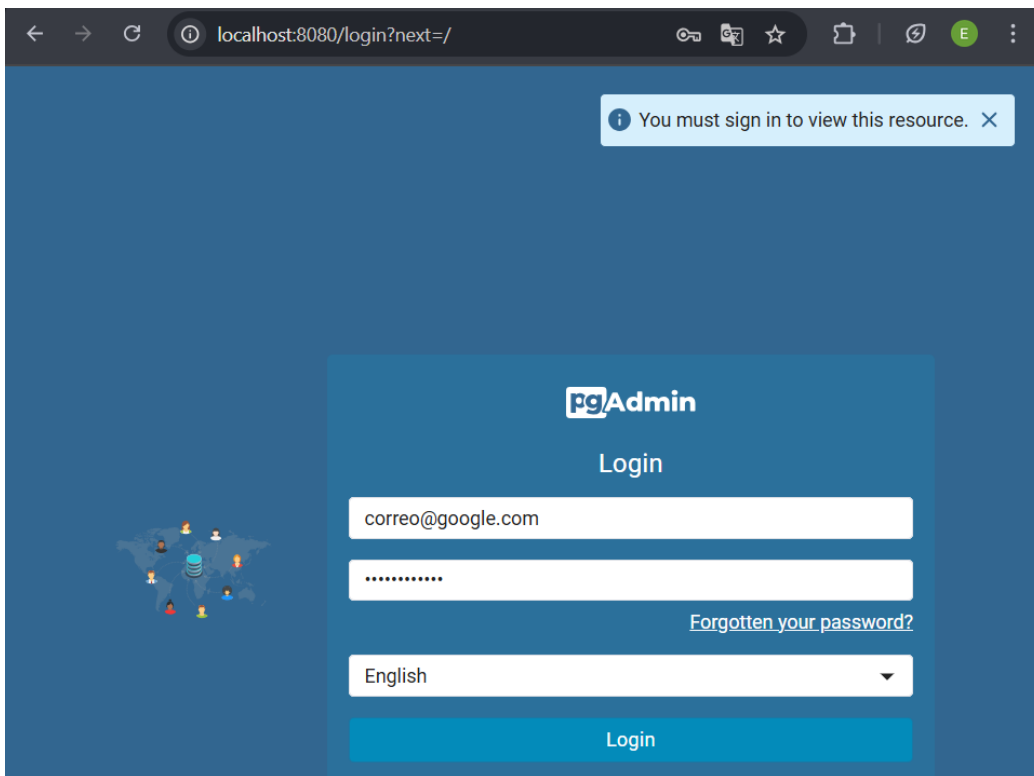 localhost:8080/login?next=/
E
You must sign in to view this resource.
pgAdmin
Login
correo@google.com
••••••••••••
Forgotten your password?
English
Login